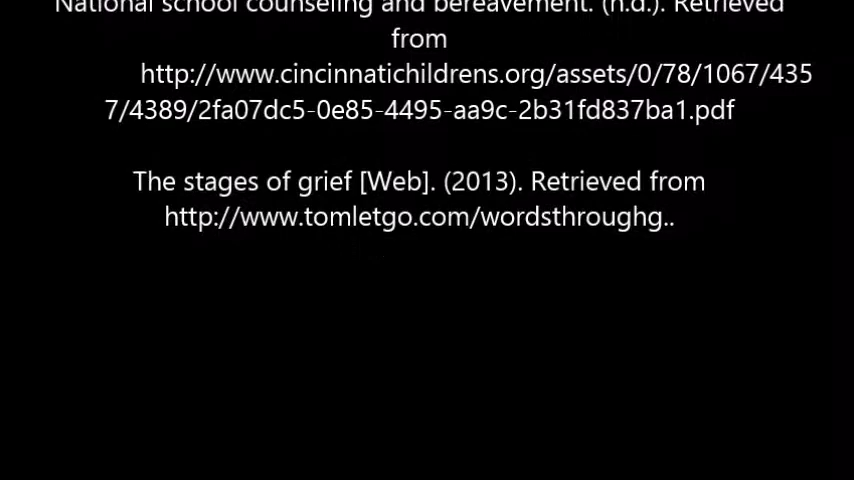 National school counseling and bereavement. (n.d.). Retrieved
from
http://www.cincinnatichildrens.org/assets/0/78/1067/435
7/4389/2fa07dc5-0e85-4495-aa9c-2b31fd837ba1.pdf
The stages of grief [Web]. (2013). Retrieved from
http://www.tomletgo.com/wordsthroughg..